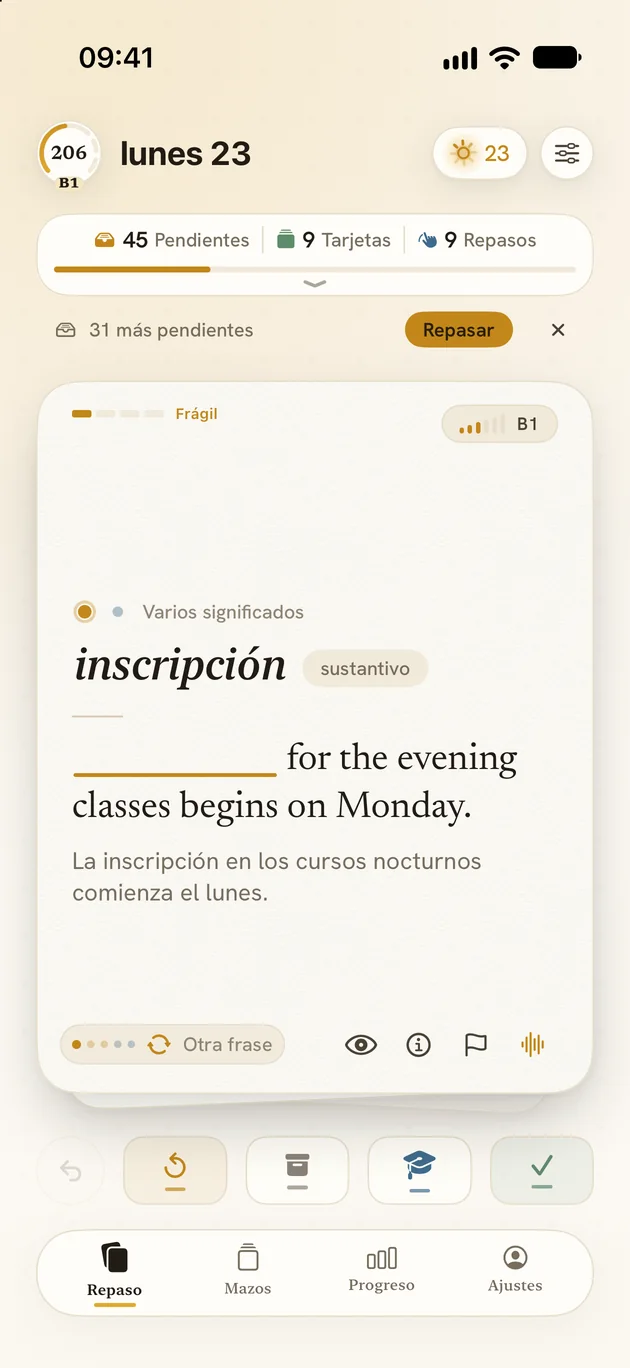 09:41
206
B1
lunes 23
23
45 Pendientes
9 Tarjetas
9 Repasos
31 más pendientes
Repasar
Frágil
B1
Varios significados
inscripción
sustantivo
for the evening
classes begins on Monday.
La inscripción en los cursos nocturnos
comienza el lunes.
Otra frase
Repaso
Mazos
Progreso
Ajustes